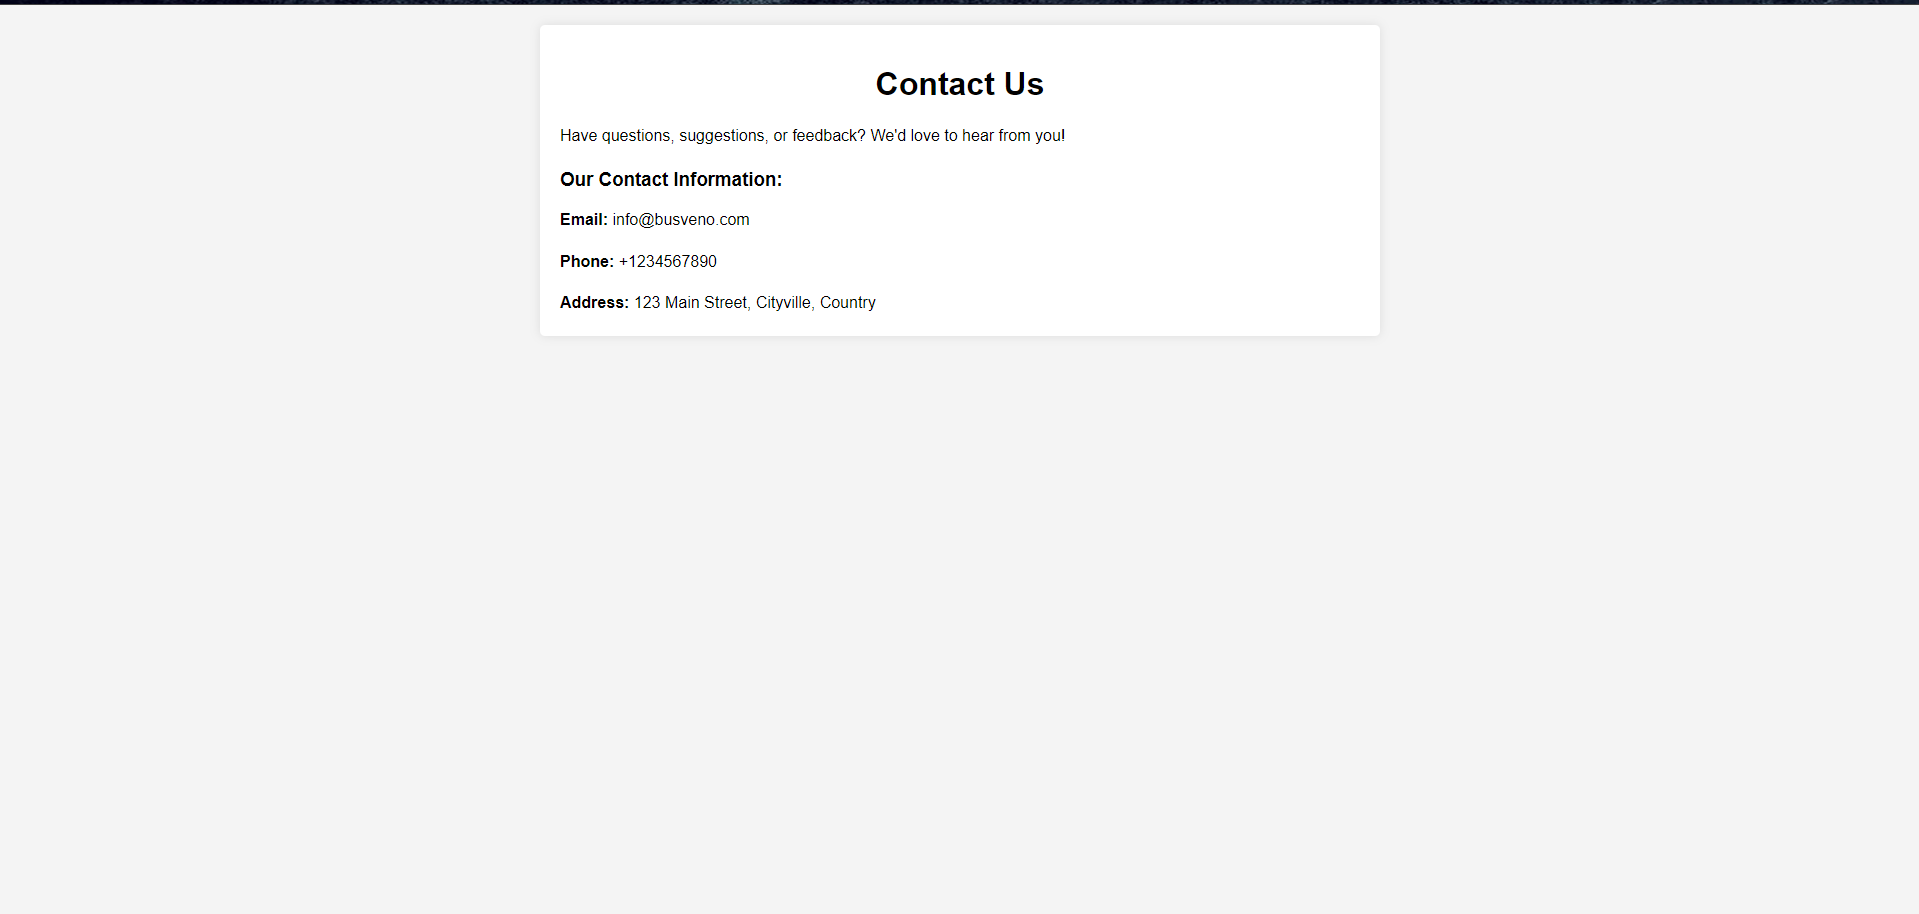 Contact Us
Have questions, suggestions, or feedback? We'd love to hear from you!
Our Contact Information:
Email: info@busveno.com
Phone: +1234567890
Address: 123 Main Street, Cityville, Country